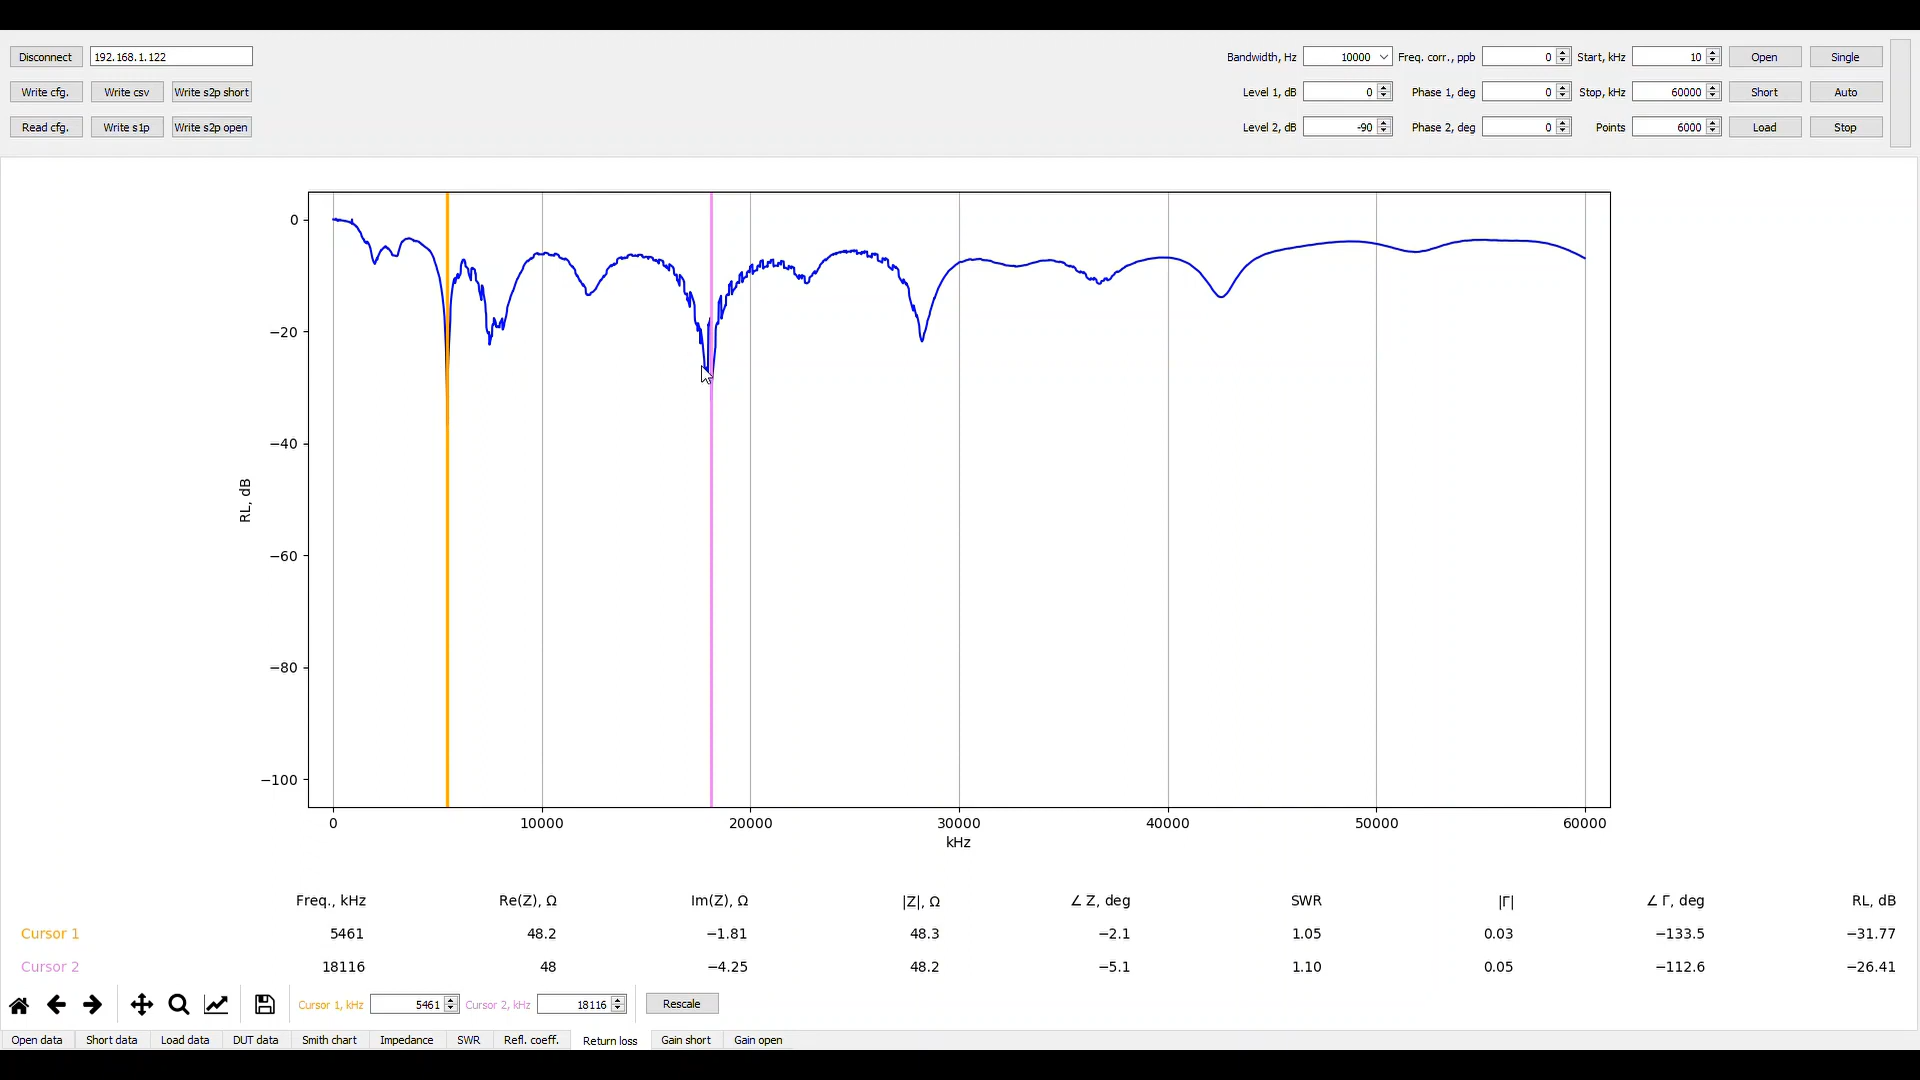 Disconnect 192.168.1.122 Bandwidth, Hz 10000 Freq. corr., ppb 0 Start, kHz 10 Open Single
Write cfg. Write csv Write s2p short Level 1, dB 0 Phase 1, deg 0 Stop, kHz 60000 Short Auto
Read cfg. Write s1p Write s2p open Level 2, dB -90 Phase 2, deg 0 Points 6000 Load Stop
0
−20
−40
RL, dB
−60
−80
−100
0 10000 20000 30000 40000 50000 60000
kHz
Freq., kHz Re(Z), Ω Im(Z), Ω |Z|, Ω ∠ Z, deg SWR |Γ| ∠ Γ, deg RL, dB
Cursor 1 5461 48.2 −1.81 48.3 −2.1 1.05 0.03 −133.5 −31.77
Cursor 2 18116 48 −4.25 48.2 −5.1 1.10 0.05 −112.6 −26.41
Cursor 1, kHz 5461 Cursor 2, kHz 18116 Rescale
Open data Short data Load data DUT data Smith chart Impedance SWR Refl. coeff. Return loss Gain short Gain open